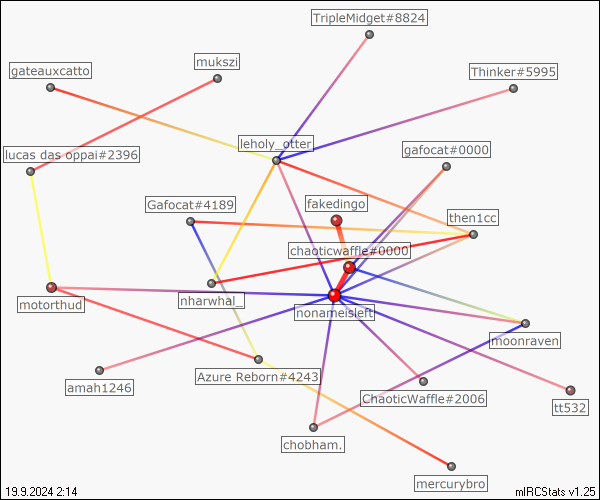 TripleMidget#8824
mukszi
gateauxcatto
Thinker#5995
leholy_otter
gafocat#0000
lucas das oppai#2396
Gafocat#4189
fakedingo
then1cc
chaoticwaffle#0000
motorthud
nharwhal_
nonameisleft
moonraven
Azure Reborn#4243
amah1246
ChaoticWaffle#2006
tt532
chobham.
mercurybro
19.9.2024 2:14
mIRCStats v1.25